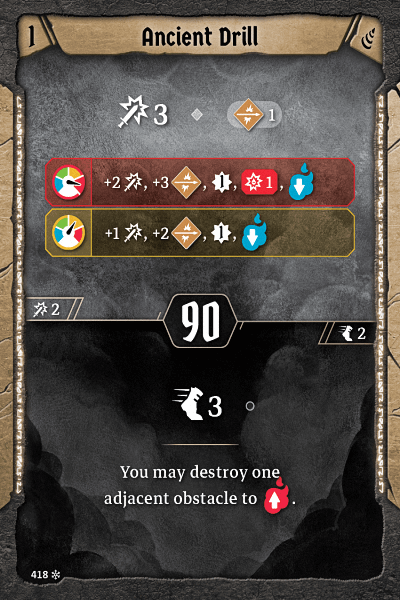 1
Ancient Drill
3
1
+2 , +3 , , 1 ,
+1 , +2 , ,
2
90
2
3
You may destroy one
adjacent obstacle to .
418